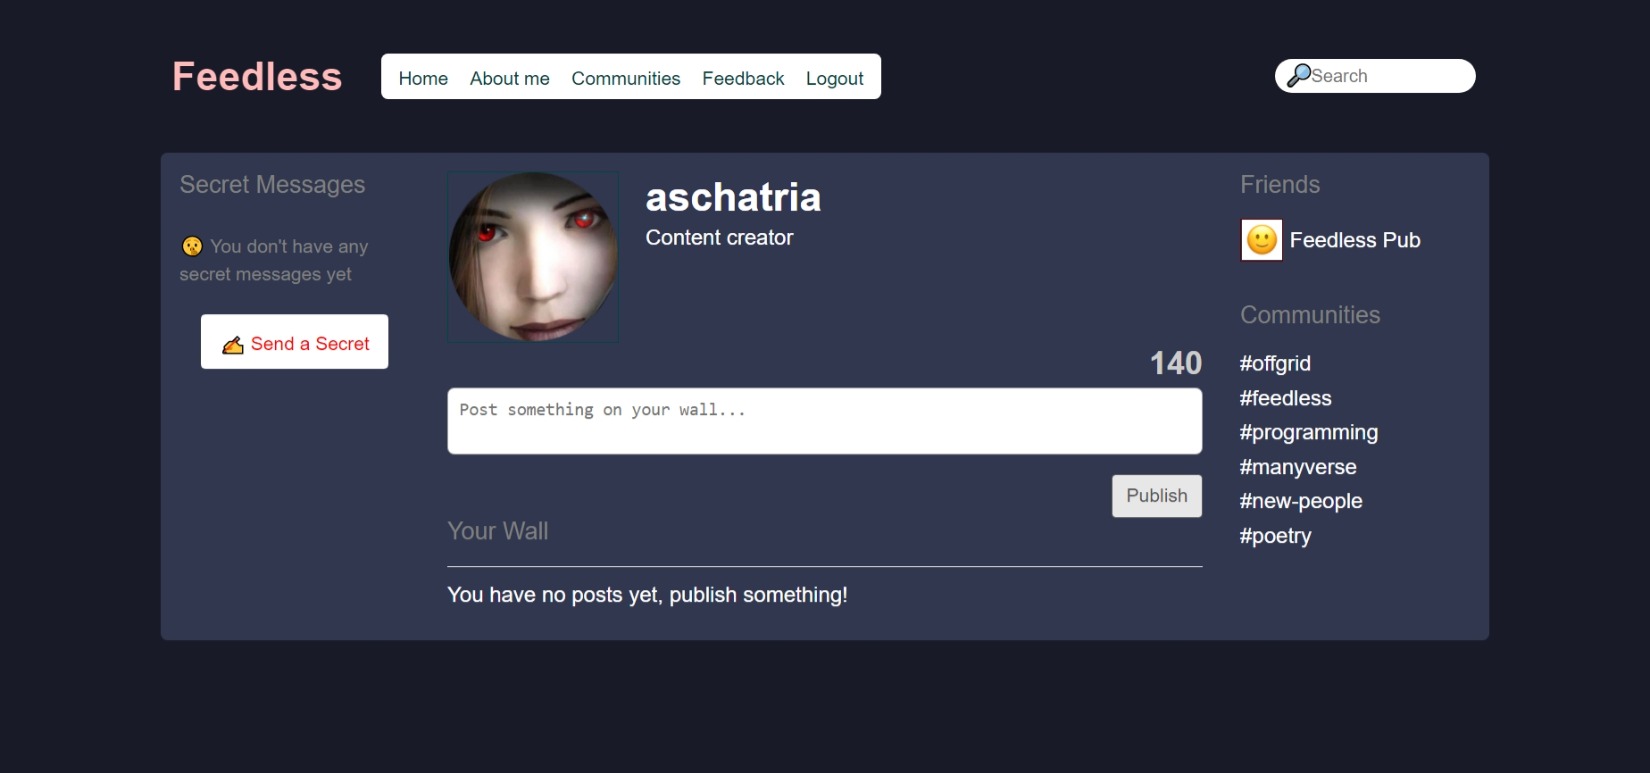 Feedless
Home About me Communities Feedback Logout
Search
Secret Messages
You don't have any
secret messages yet
Send a Secret
aschatria
Content creator
140
Post something on your wall...
Publish
Your Wall
You have no posts yet, publish something!
Friends
Feedless Pub
Communities
#offgrid
#feedless
#programming
#manyverse
#new-people
#poetry